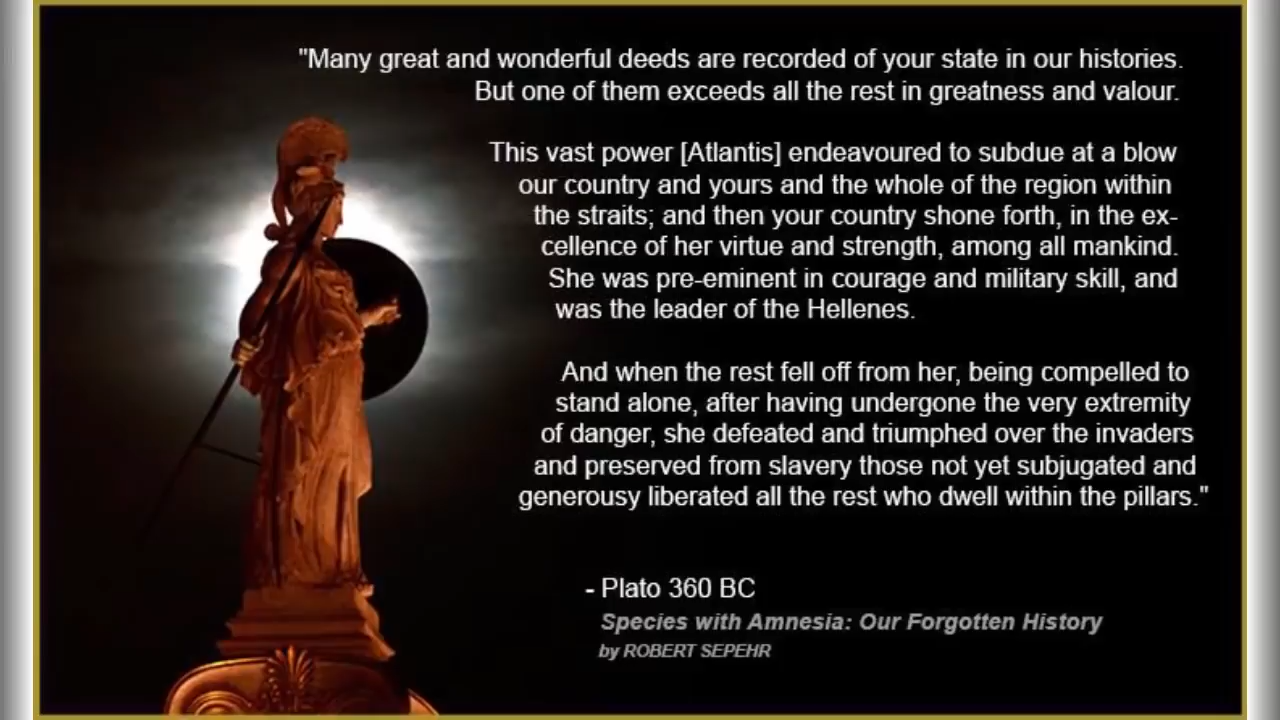 "Many great and wonderful deeds are recorded of your state in our histories.
But one of them exceeds all the rest in greatness and valour.
This vast power [Atlantis] endeavoured to subdue at a blow
our country and yours and the whole of the region within
the straits; and then your country shone forth, in the ex-
cellence of her virtue and strength, among all mankind.
She was pre-eminent in courage and military skill, and
was the leader of the Hellenes.
And when the rest fell off from her, being compelled to
stand alone, after having undergone the very extremity
of danger, she defeated and triumphed over the invaders
and preserved from slavery those not yet subjugated and
generousy liberated all the rest who dwell within the pillars."
- Plato 360 BC
Species with Amnesia: Our Forgotten History
by ROBERT SEPEHR